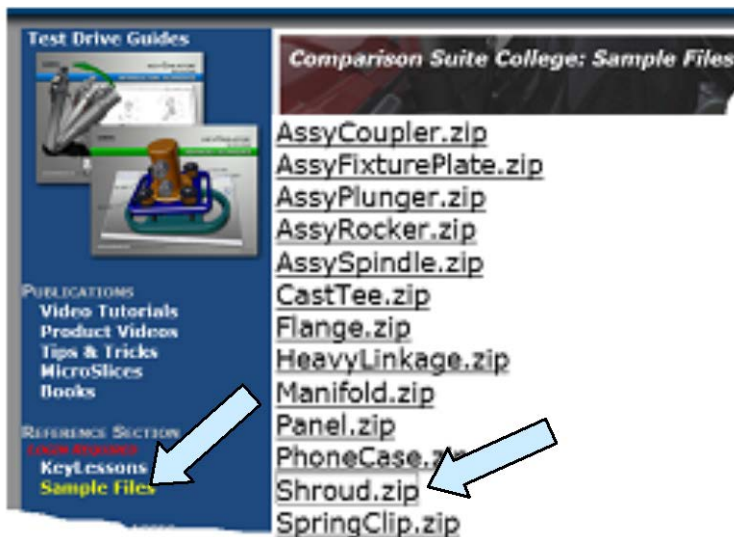 Test Drive Guides
PUBLICATIONS
Video Tutorials
Product Videos
Tips & Tricks
MicroSlices
Books
REFERENCE SECTION
LOGIN REQUIRED
KeyLessons
Sample Files
Comparison Suite College: Sample Files
AssyCoupler.zip
AssyFixturePlate.zip
AssyPlunger.zip
AssyRocker.zip
AssySpindle.zip
CastTee.zip
Flange.zip
HeavyLinkage.zip
Manifold.zip
Panel.zip
PhoneCase.zip
Shroud.zip
SpringClip.zip